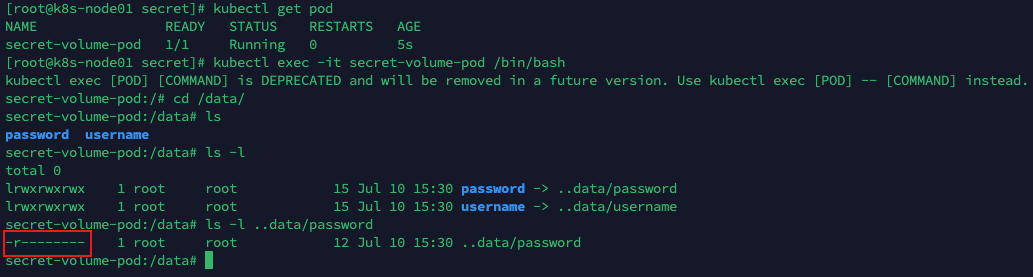 [root@k8s-node01 secret]# kubectl get pod
NAME                READY   STATUS    RESTARTS   AGE
secret-volume-pod   1/1     Running   0          5s
[root@k8s-node01 secret]# kubectl exec -it secret-volume-pod /bin/bash
kubectl exec [POD] [COMMAND] is DEPRECATED and will be removed in a future version. Use kubectl exec [POD] -- [COMMAND] instead.
secret-volume-pod:/# cd /data/
secret-volume-pod:/data# ls
password  username
secret-volume-pod:/data# ls -l
total 0
lrwxrwxrwx    1 root     root            15 Jul 10 15:30 password -> ..data/password
lrwxrwxrwx    1 root     root            15 Jul 10 15:30 username -> ..data/username
secret-volume-pod:/data# ls -l ..data/password
-r--------    1 root     root            12 Jul 10 15:30 ..data/password
secret-volume-pod:/data#